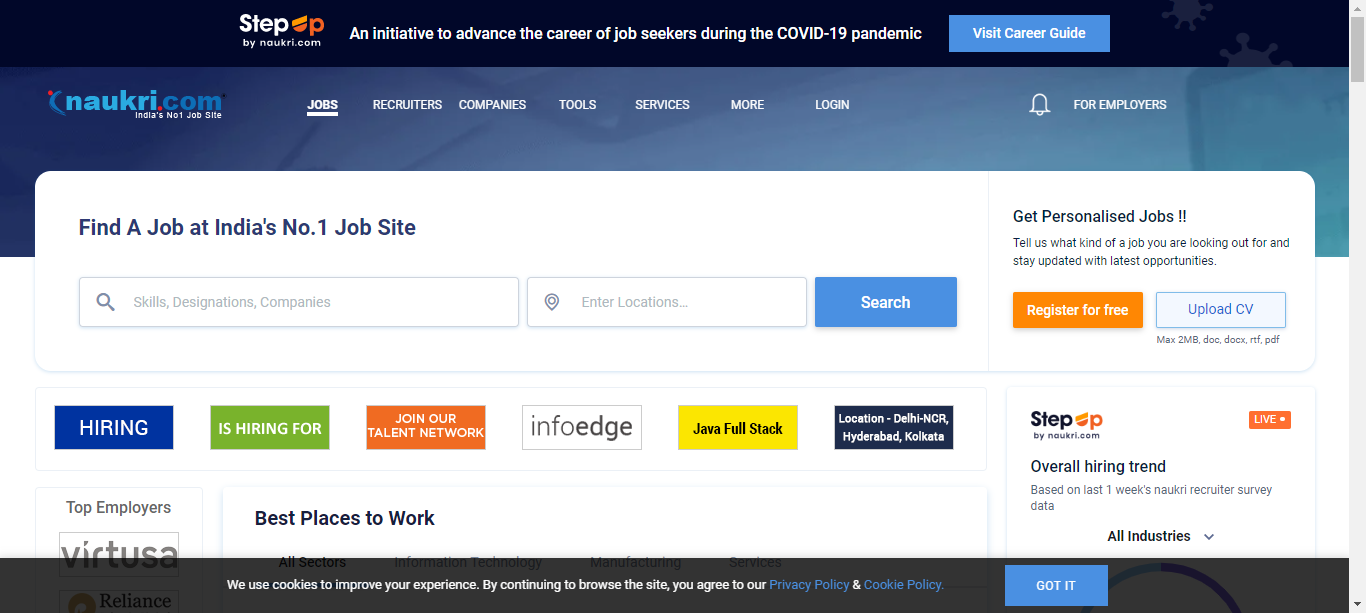 StepUp
by naukri.com
An initiative to advance the career of job seekers during the COVID-19 pandemic
Visit Career Guide
naukri.com
India's No1 Job Site
JOBS RECRUITERS COMPANIES TOOLS SERVICES MORE LOGIN FOR EMPLOYERS
Find A Job at India's No.1 Job Site
Skills, Designations, Companies
Enter Locations...
Search
Get Personalised Jobs !!
Tell us what kind of a job you are looking out for and
stay updated with latest opportunities.
Register for free
Upload CV
Max 2MB, doc, docx, rtf, pdf
HIRING
IS HIRING FOR
JOIN OUR
TALENT NETWORK
infoedge
Java Full Stack
Location - Delhi-NCR,
Hyderabad, Kolkata
StepUp
by naukri.com
LIVE
Overall hiring trend
Based on last 1 week's naukri recruiter survey
data
All Industries
Top Employers
virtusa
Reliance
Best Places to Work
All Sectors Information Technology Manufacturing Services
We use cookies to improve your experience. By continuing to browse the site, you agree to our Privacy Policy & Cookie Policy.
GOT IT